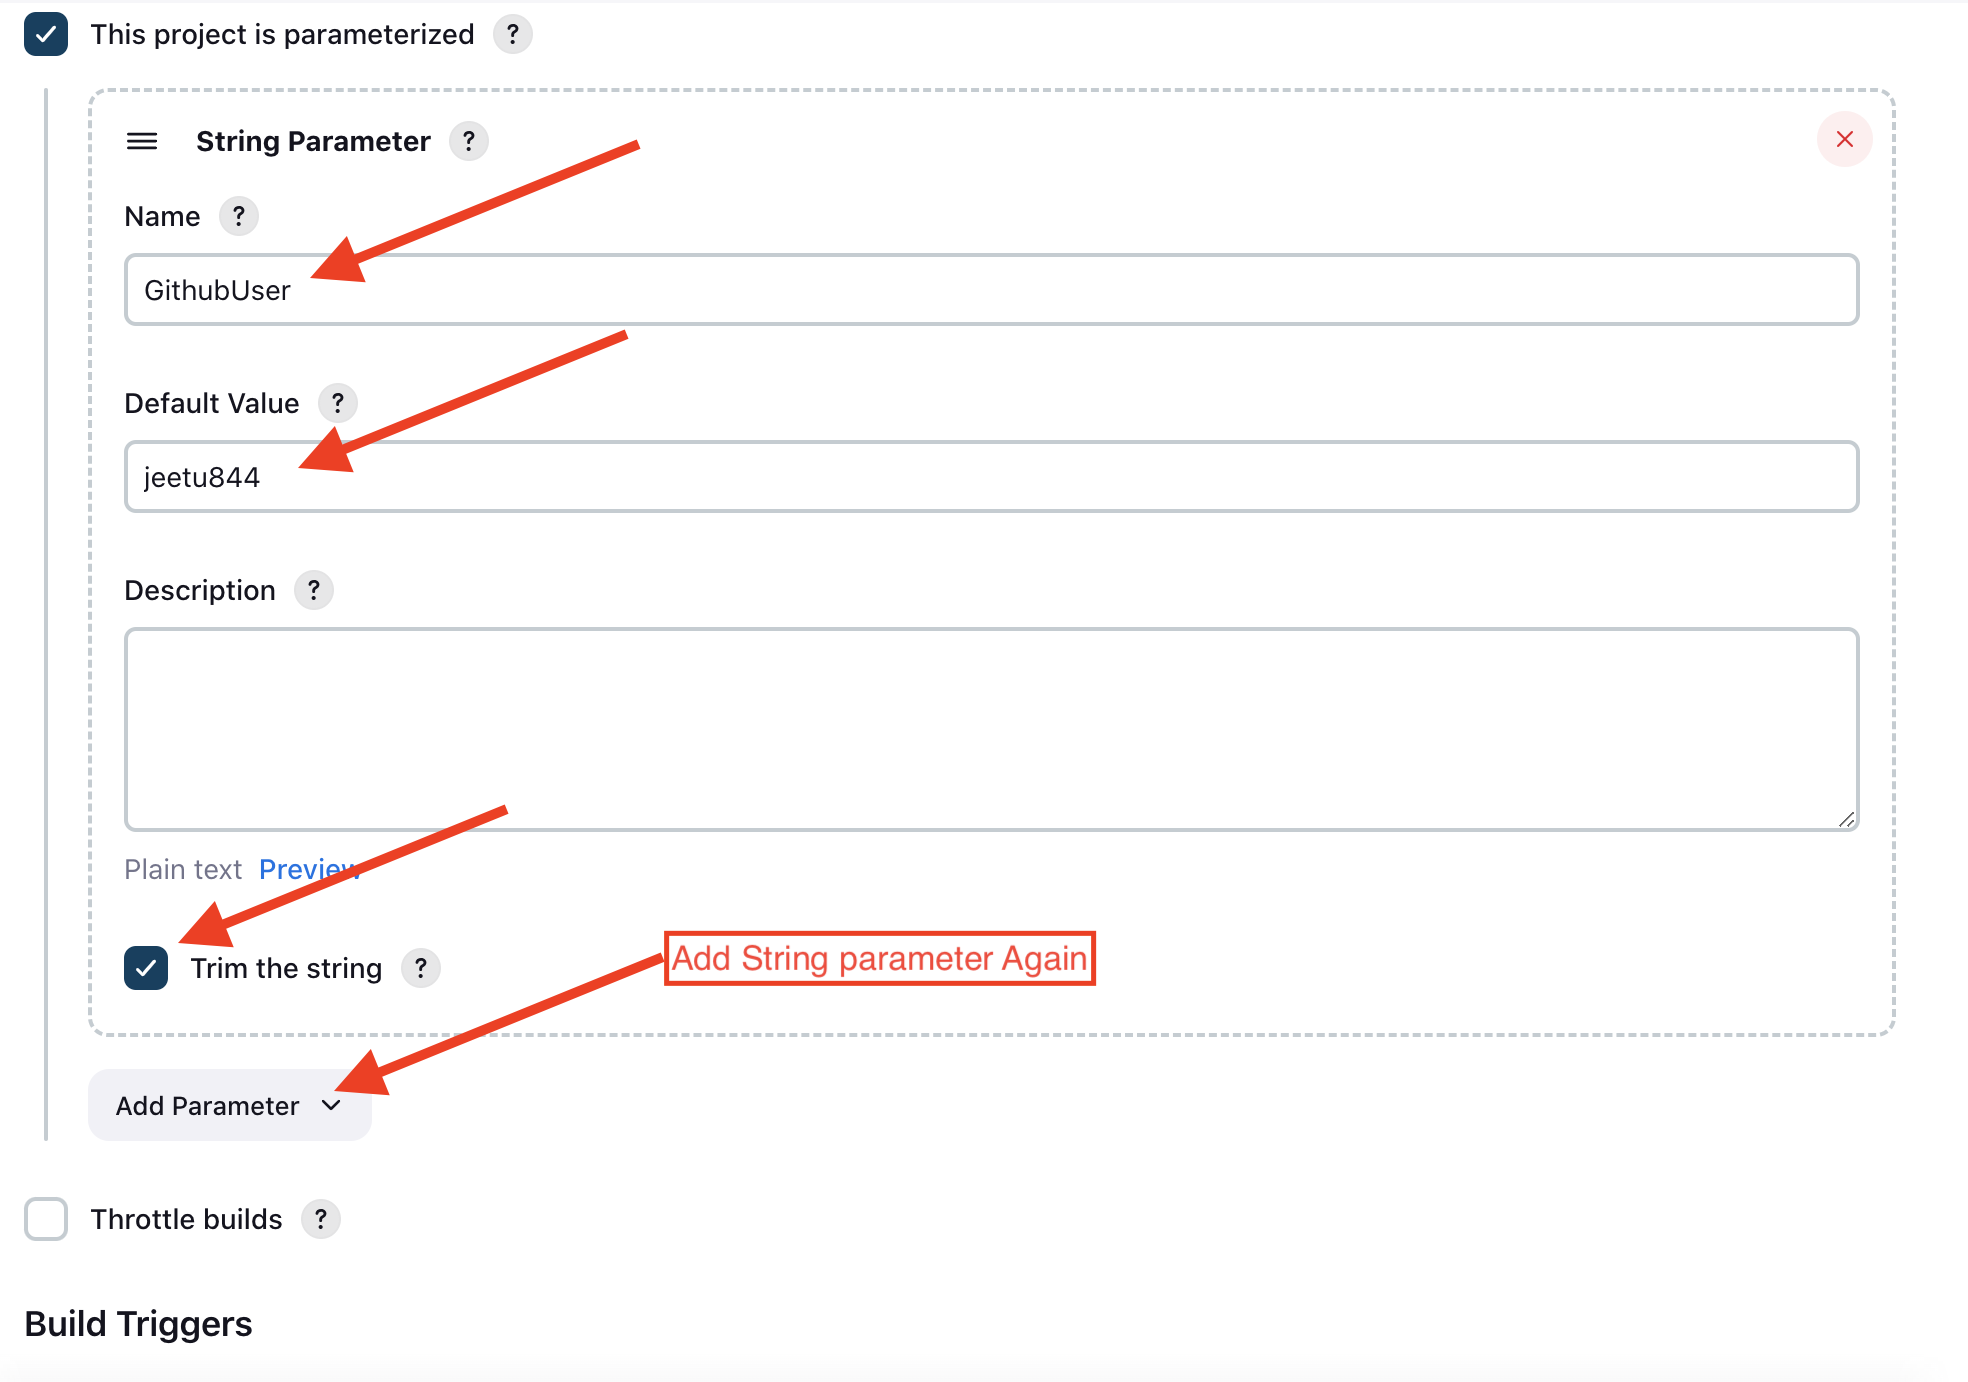 This project is parameterized ?
String Parameter ?
Name ?
GithubUser
Default Value ?
jeetu844
Description ?
Plain text Preview
Trim the string ?
Add String parameter Again
Add Parameter
Throttle builds ?
Build Triggers